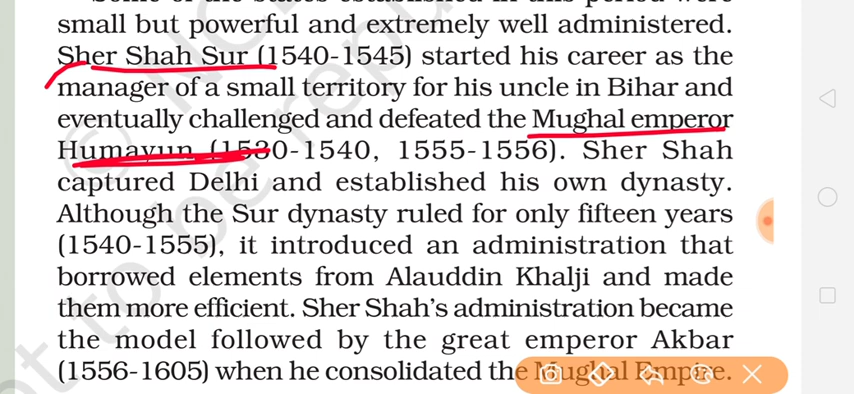 small but powerful and extremely well administered.
Sher Shah Sur (1540-1545) started his career as the
manager of a small territory for his uncle in Bihar and
eventually challenged and defeated the Mughal emperor
Humayun (1530-1540, 1555-1556). Sher Shah
captured Delhi and established his own dynasty.
Although the Sur dynasty ruled for only fifteen years
(1540-1555), it introduced an administration that
borrowed elements from Alauddin Khalji and made
them more efficient. Sher Shah's administration became
the model followed by the great emperor Akbar
(1556-1605) when he consolidated the Mughal Empire.